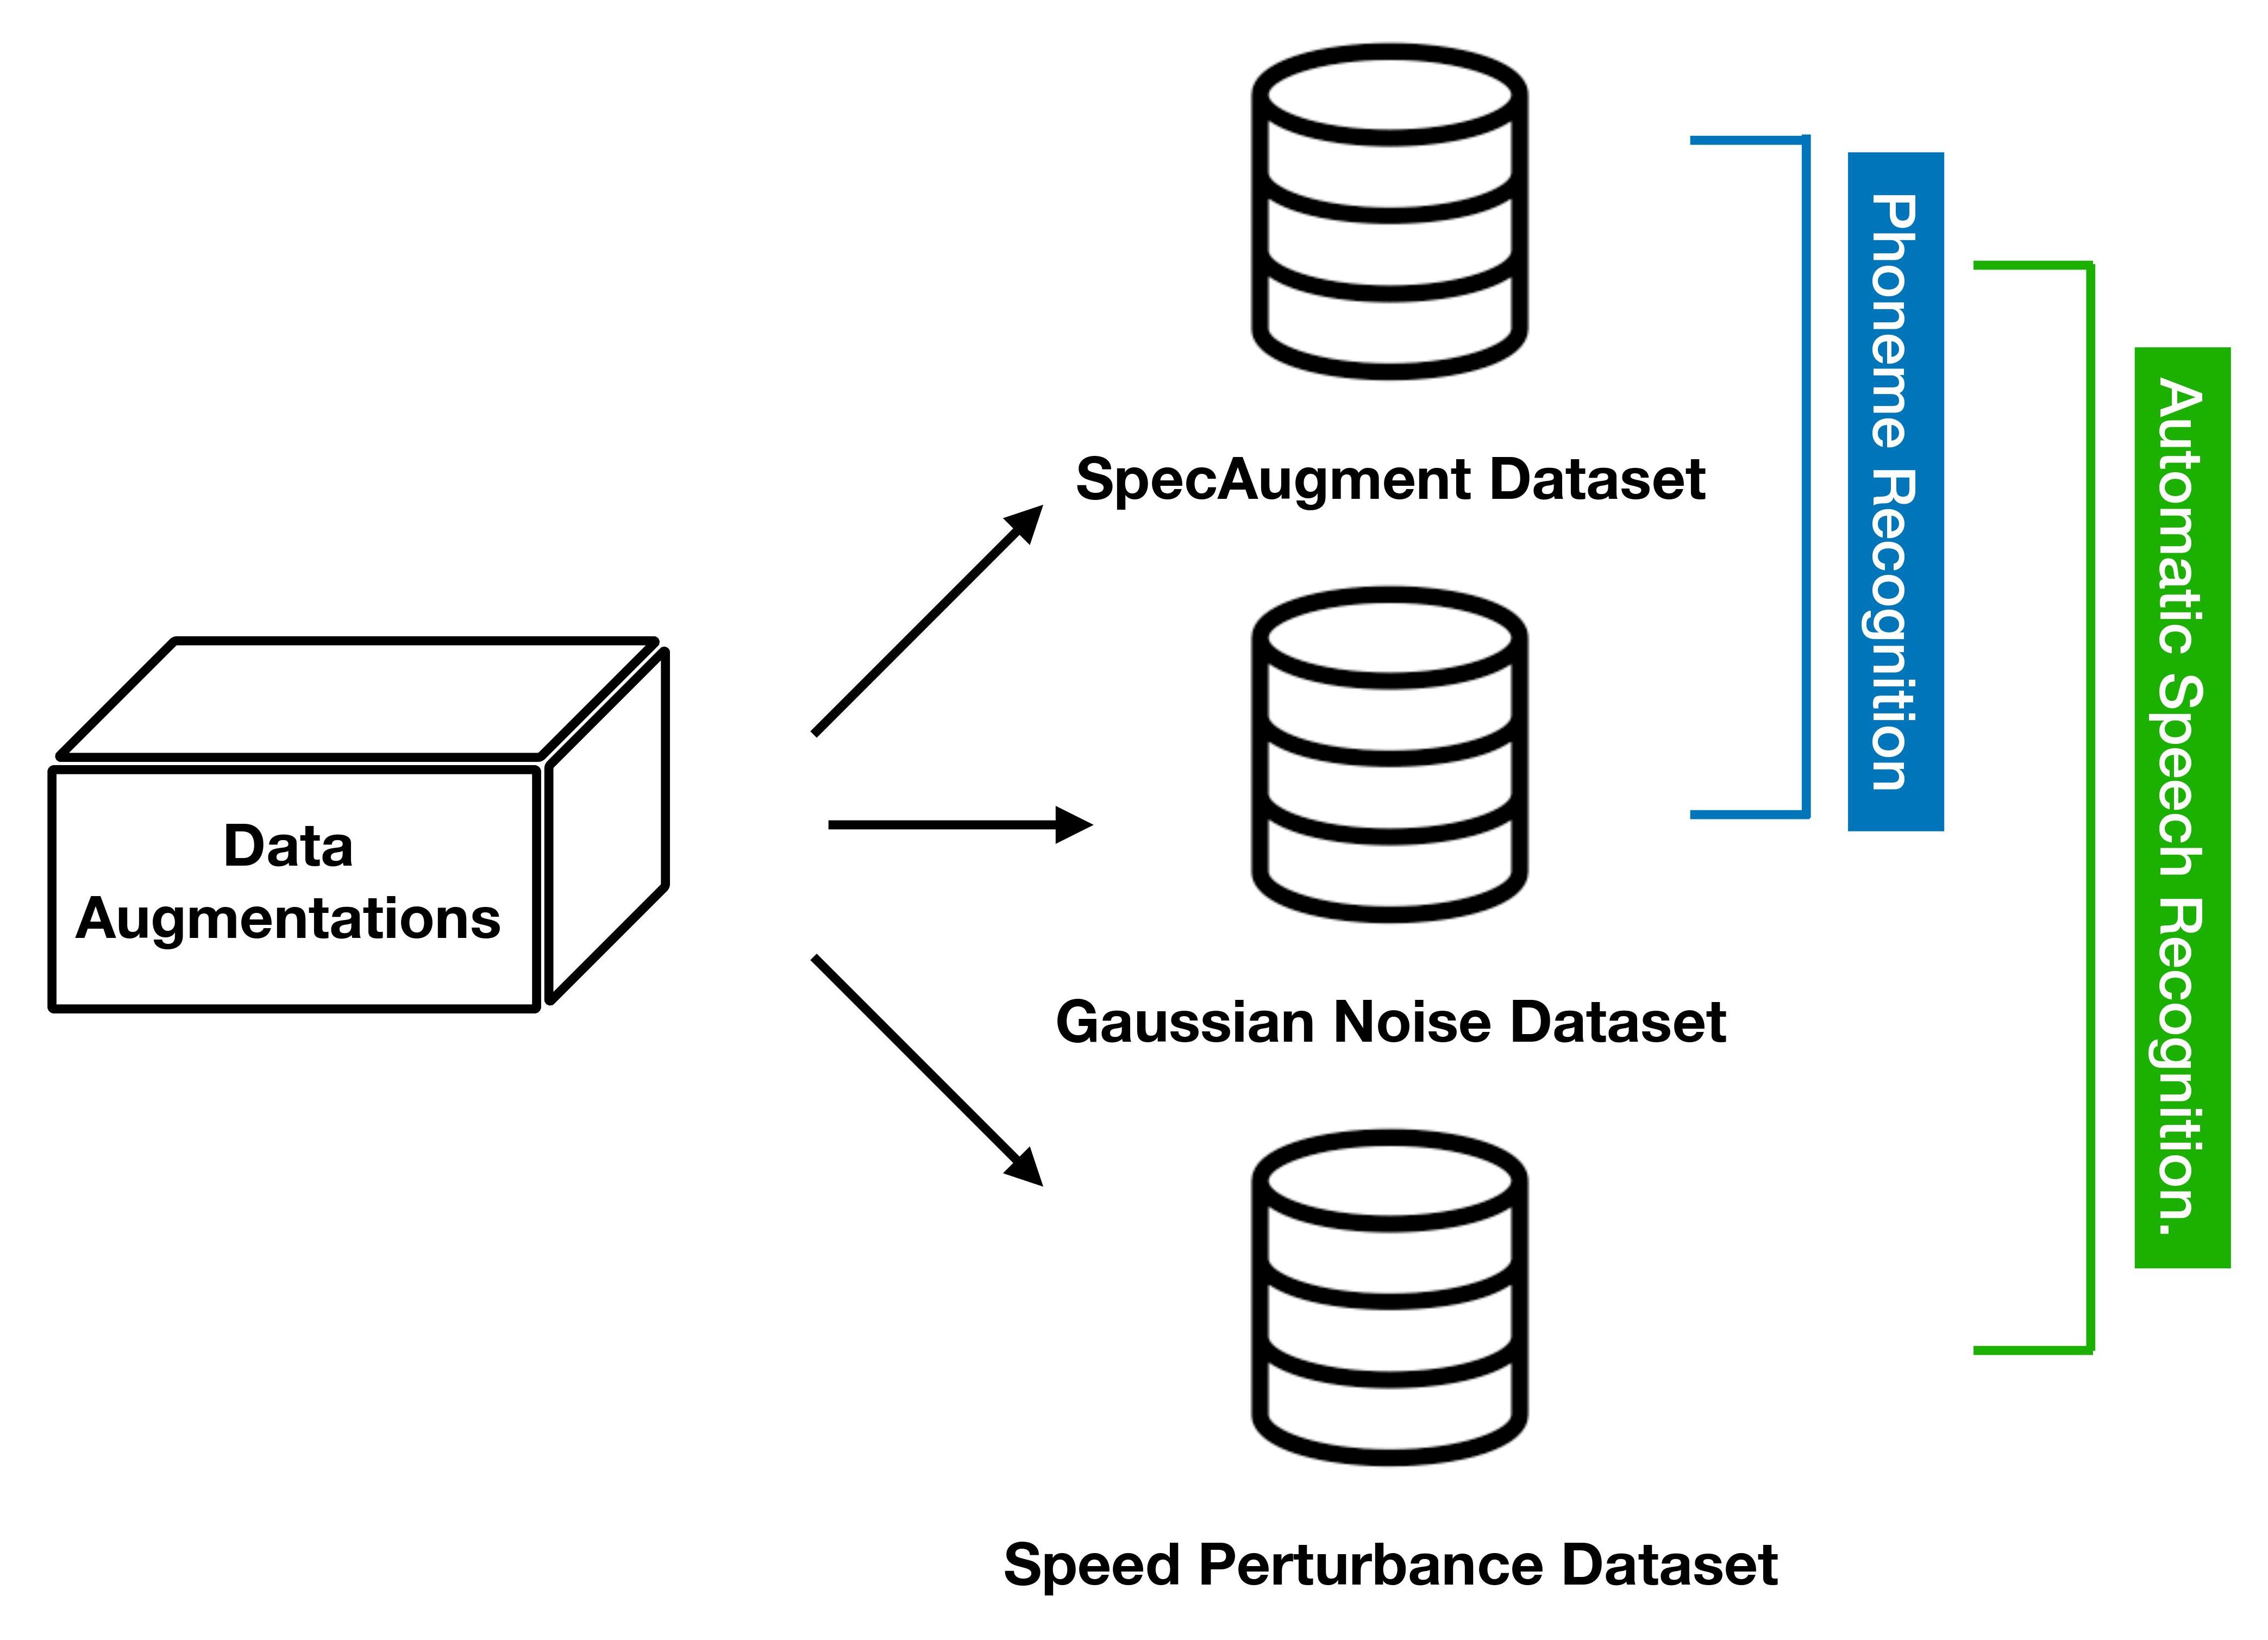 Data
Augmentations
SpecAugment Dataset
Gaussian Noise Dataset
Speed Perturbance Dataset
Phoneme Recognition
Automatic Speech Recognition.